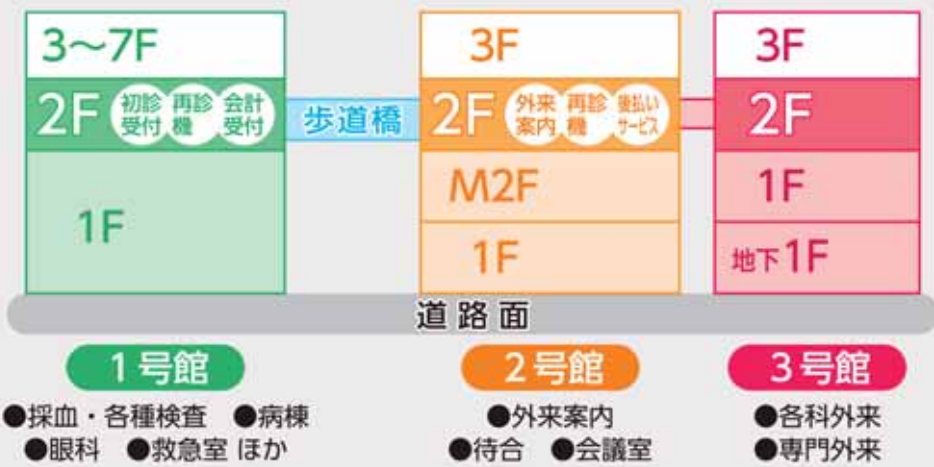 3〜7F
2F 初診受付 再診機 会計受付
1F
歩道橋
3F
2F 外来案内 再診機 後払いサービス
M2F
1F
3F
2F
1F
地下1F
道路面
1号館
●採血・各種検査 ●病棟
●眼科 ●救急室 ほか
2号館
●外来案内
●待合 ●会議室
3号館
●各科外来
●専門外来